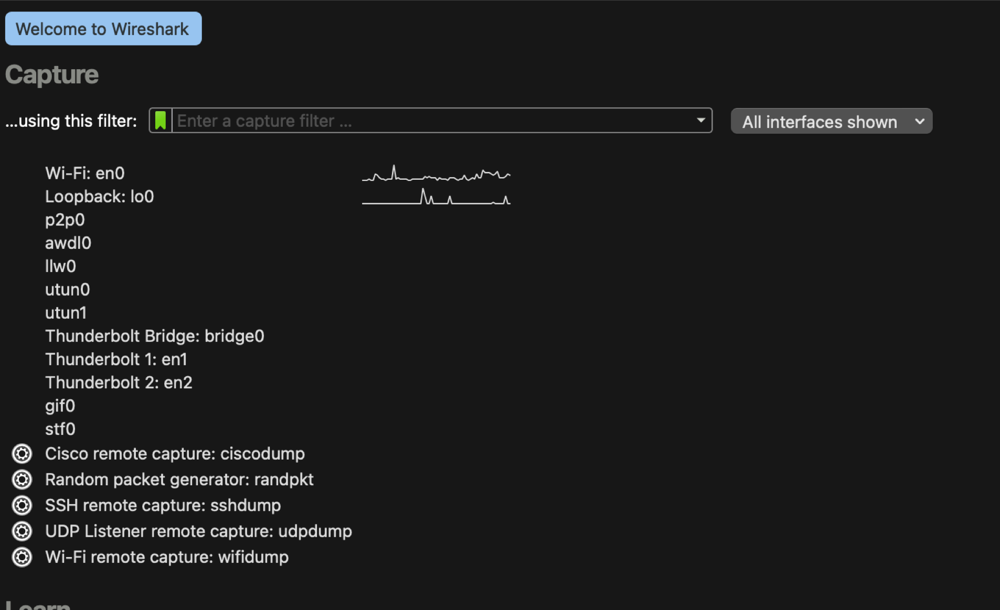 Welcome to Wireshark
Capture
...using this filter: Enter a capture filter ... All interfaces shown
Wi-Fi: en0
Loopback: lo0
p2p0
awdl0
llw0
utun0
utun1
Thunderbolt Bridge: bridge0
Thunderbolt 1: en1
Thunderbolt 2: en2
gif0
stf0
Cisco remote capture: ciscodump
Random packet generator: randpkt
SSH remote capture: sshdump
UDP Listener remote capture: udpdump
Wi-Fi remote capture: wifidump
Learn